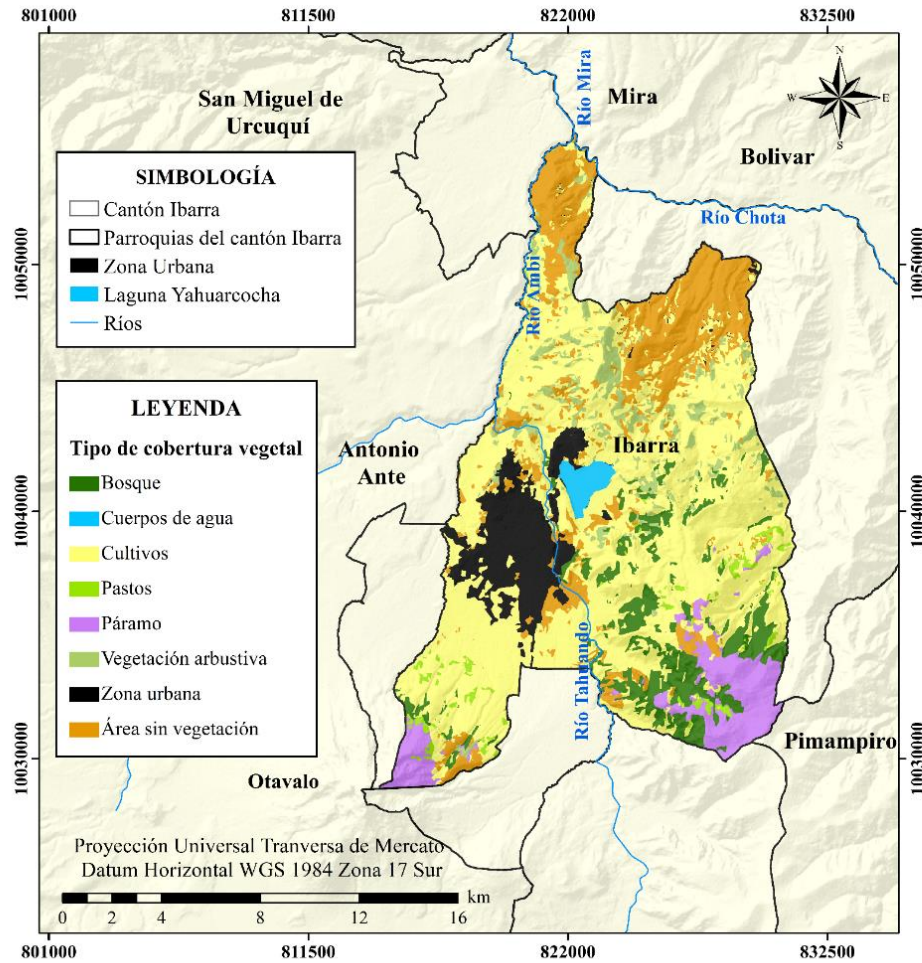 801000 811500 822000 832500
N
W E
S
San Miguel de
Urcuquí
Río Mira
Mira
Bolivar
SIMBOLOGÍA
Cantón Ibarra
Parroquias del cantón Ibarra
Zona Urbana
Laguna Yahuarcocha
Ríos
Río Chota
10050000
10050000
Río Ambi
LEYENDA
Tipo de cobertura vegetal
Bosque
Cuerpos de agua
Cultivos
Pastos
Páramo
Vegetación arbustiva
Zona urbana
Área sin vegetación
Antonio
Ante
Ibarra
10040000
10040000
Río Tahuando
10030000
10030000
Otavalo
Pimampiro
Proyección Universal Tranversa de Mercato
Datum Horizontal WGS 1984 Zona 17 Sur
km
0 2 4 8 12 16
801000 811500 822000 832500